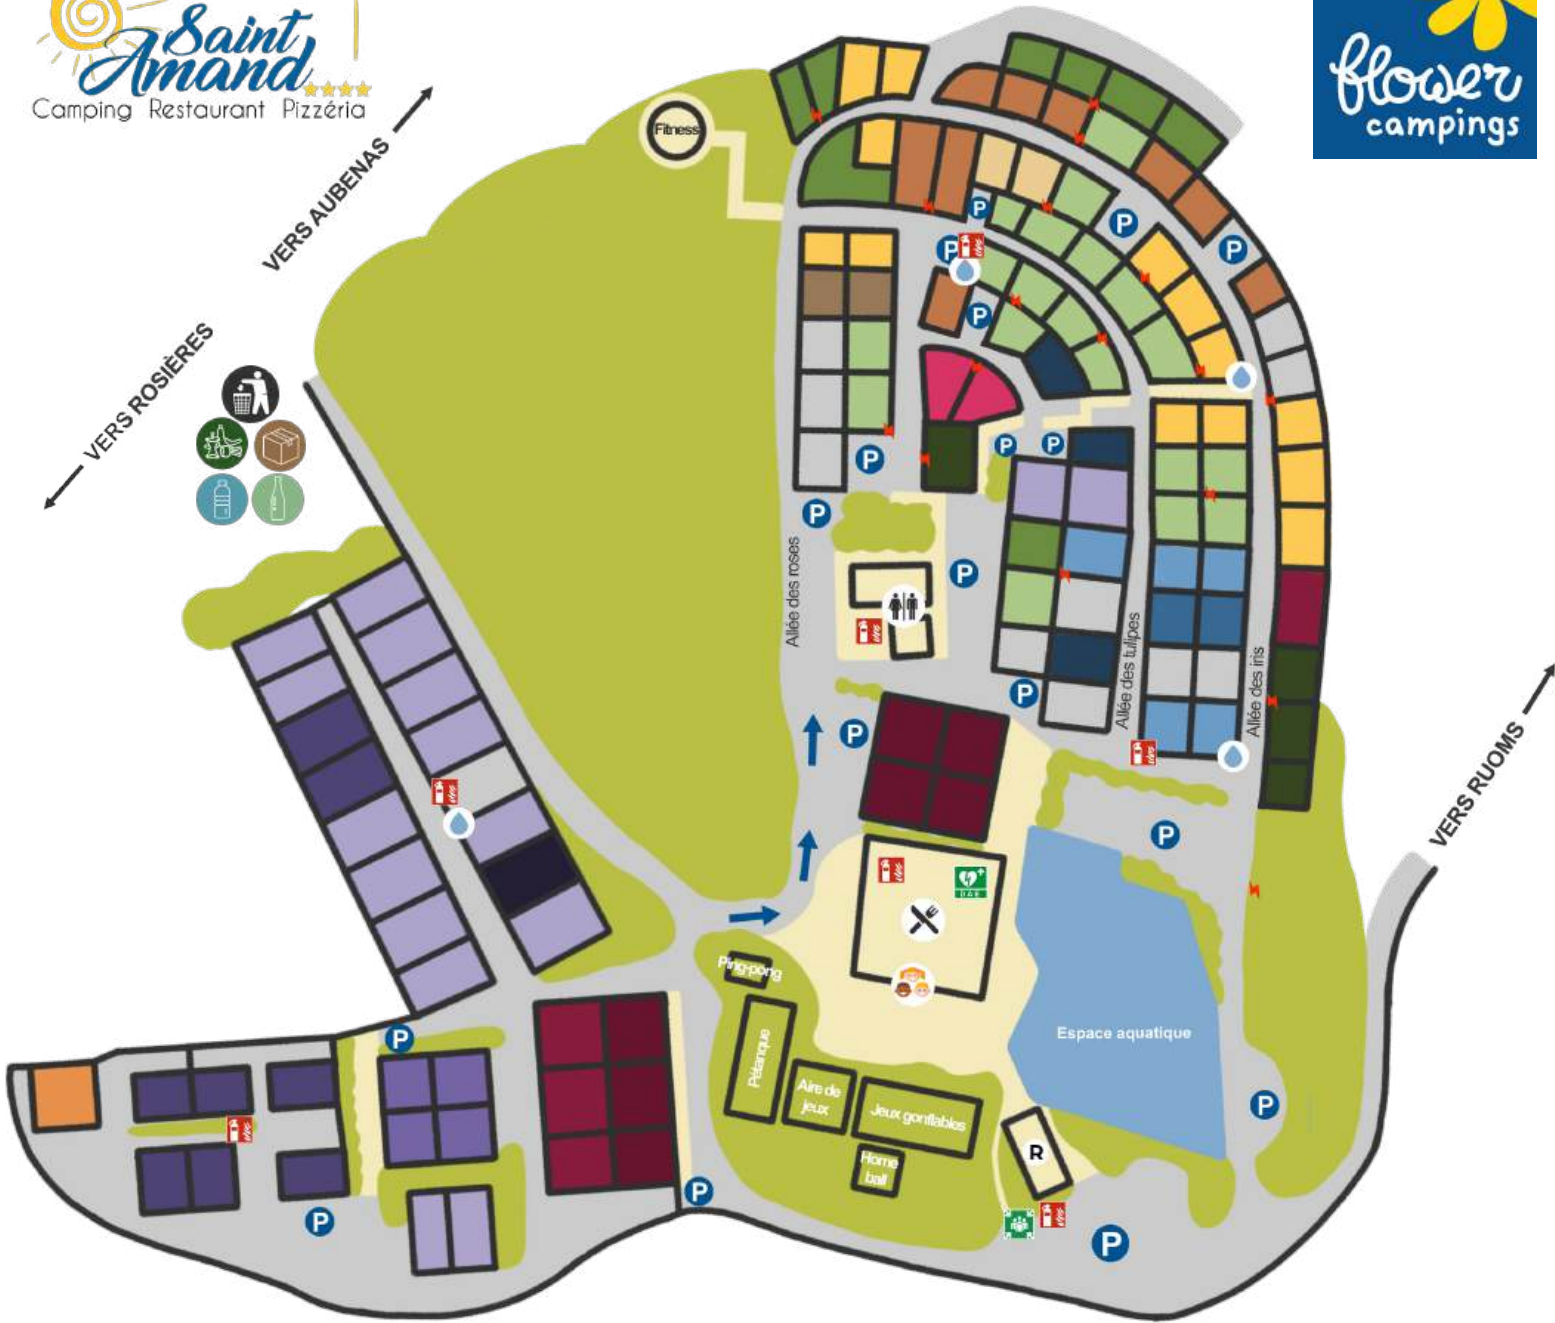 Saint
Amand
Camping Restaurant Pizzéria
flower
campings
VERS AUBENAS
VERS ROSIÈRES
Fitness
P
P
P
P
P
P
P
P
P
P
Allée des roses
P
Allée des tulipes
Allée des iris
P
P
VERS RUOMS
P
DAE
Ping-pong
Pétanque
Aire de
jeux
Jeux gonflables
Home
ball
Espace aquatique
R
P
P
P
P
P